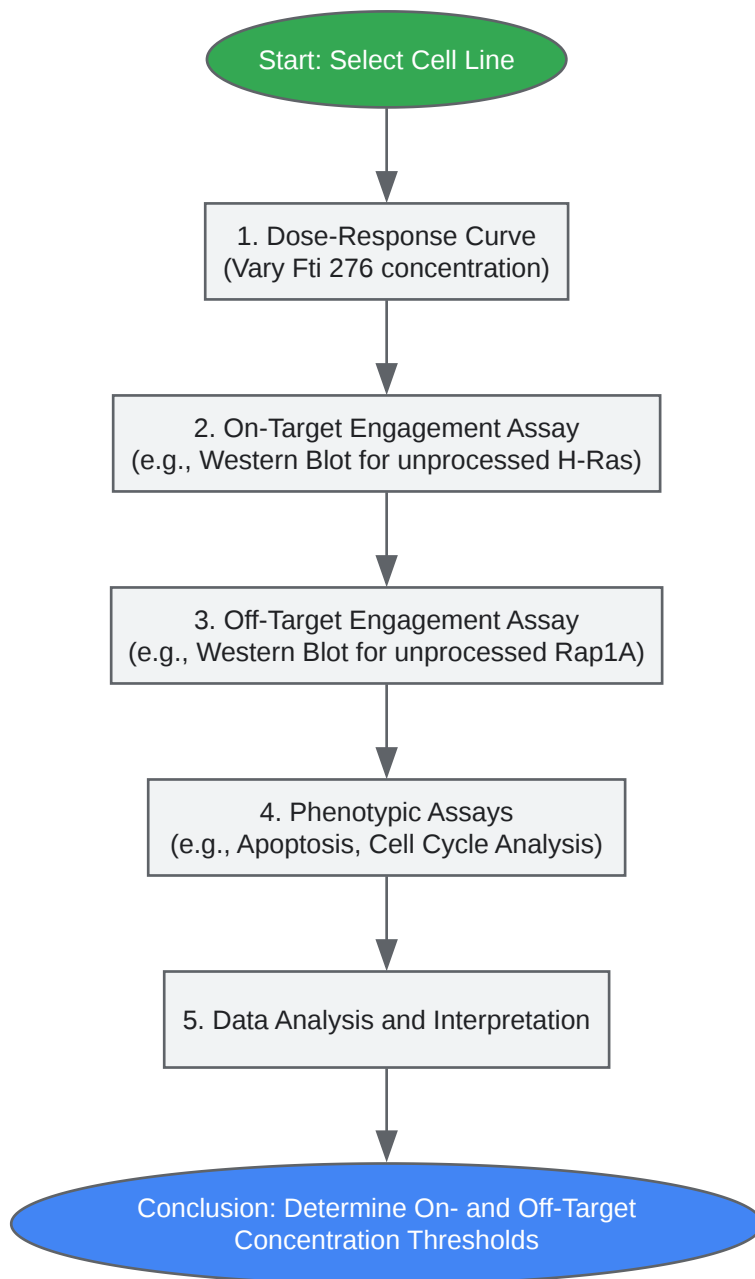 Start: Select Cell Line
1. Dose-Response Curve
(Vary Fti 276 concentration)
2. On-Target Engagement Assay
(e.g., Western Blot for unprocessed H-Ras)
3. Off-Target Engagement Assay
(e.g., Western Blot for unprocessed Rap1A)
4. Phenotypic Assays
(e.g., Apoptosis, Cell Cycle Analysis)
5. Data Analysis and Interpretation
Conclusion: Determine On- and Off-Target
Concentration Thresholds